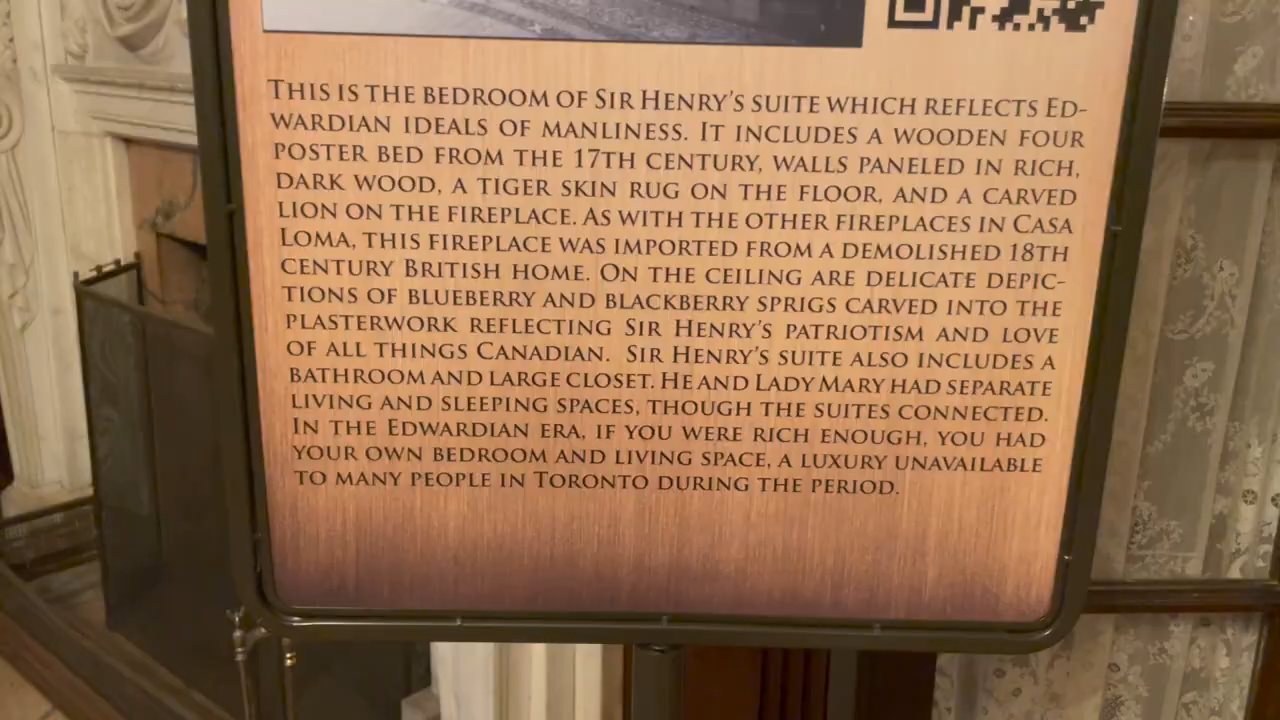 This is the bedroom of Sir Henry's suite which reflects Ed-
wardian ideals of manliness. It includes a wooden four
poster bed from the 17th century, walls paneled in rich,
dark wood, a tiger skin rug on the floor, and a carved
lion on the fireplace. As with the other fireplaces in Casa
Loma, this fireplace was imported from a demolished 18th
century British home. On the ceiling are delicate depic-
tions of blueberry and blackberry sprigs carved into the
plasterwork reflecting Sir Henry's patriotism and love
of all things Canadian. Sir Henry's suite also includes a
bathroom and large closet. He and Lady Mary had separate
living and sleeping spaces, though the suites connected.
In the Edwardian era, if you were rich enough, you had
your own bedroom and living space, a luxury unavailable
to many people in Toronto during the period.